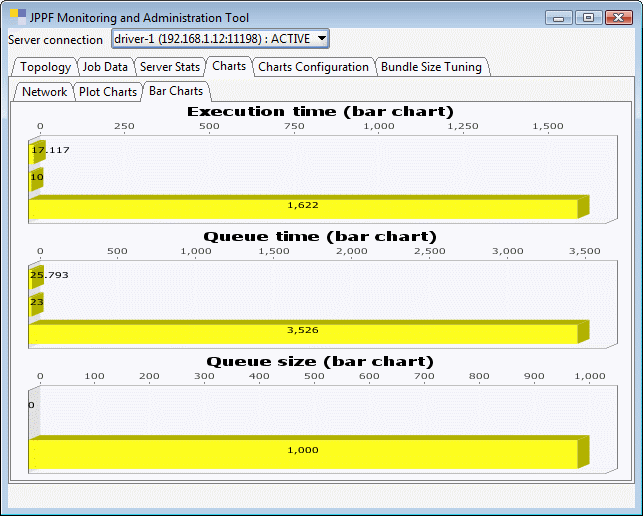 JPPF Monitoring and Administration Tool
Server connection driver-1 (192.168.1.12:11198) : ACTIVE
Topology Job Data Server Stats Charts Charts Configuration Bundle Size Tuning
Network Plot Charts Bar Charts
Execution time (bar chart)
0 250 500 750 1,000 1,250 1,500
17.117
10
1,622
Queue time (bar chart)
0 500 1,000 1,500 2,000 2,500 3,000 3,500
25.793
23
3,526
Queue size (bar chart)
0 100 200 300 400 500 600 700 800 900 1,000
0
1,000